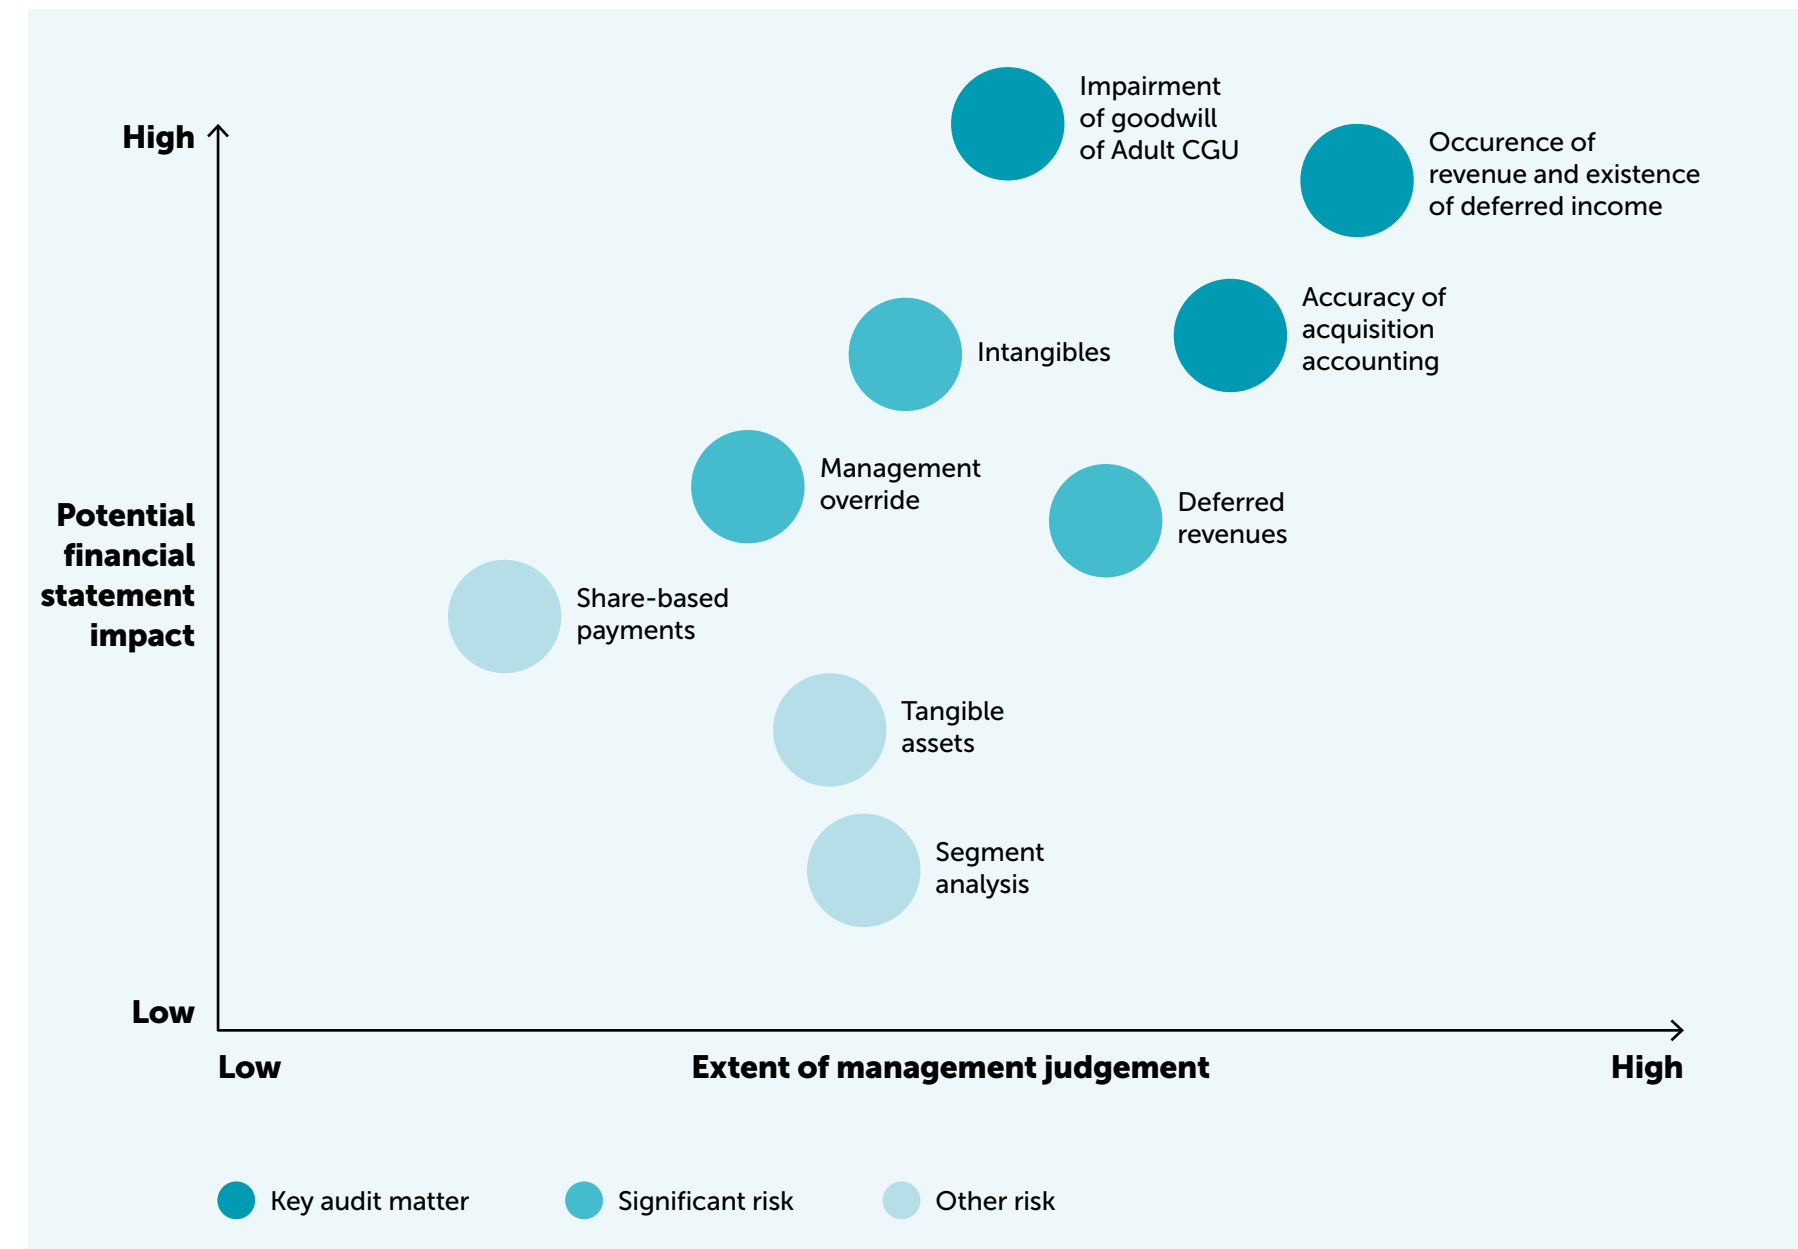 Impairment
of goodwill
of Adult CGU
High
Occurence of
revenue and existence
of deferred income
Accuracy of
acquisition
accounting
Intangibles
Management
override
Deferred
revenues
Potential
financial
statement
impact
Share-based
payments
Tangible
assets
Segment
analysis
Low
Low
Extent of management judgement
High
Key audit matter
Significant risk
Other risk